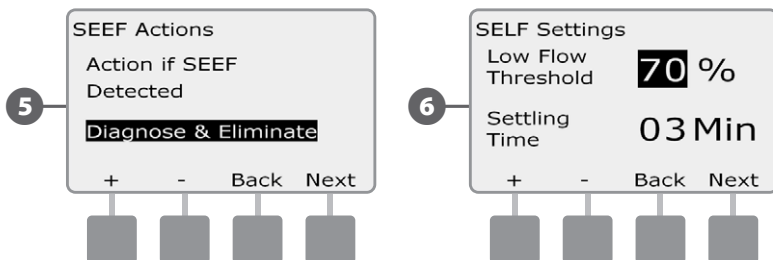 5
SEEF Actions
Action if SEEF
Detected
Diagnose & Eliminate
+ - Back Next
6
SELF Settings
Low Flow
Threshold
70 %
Settling
Time
03 Min
+ - Back Next